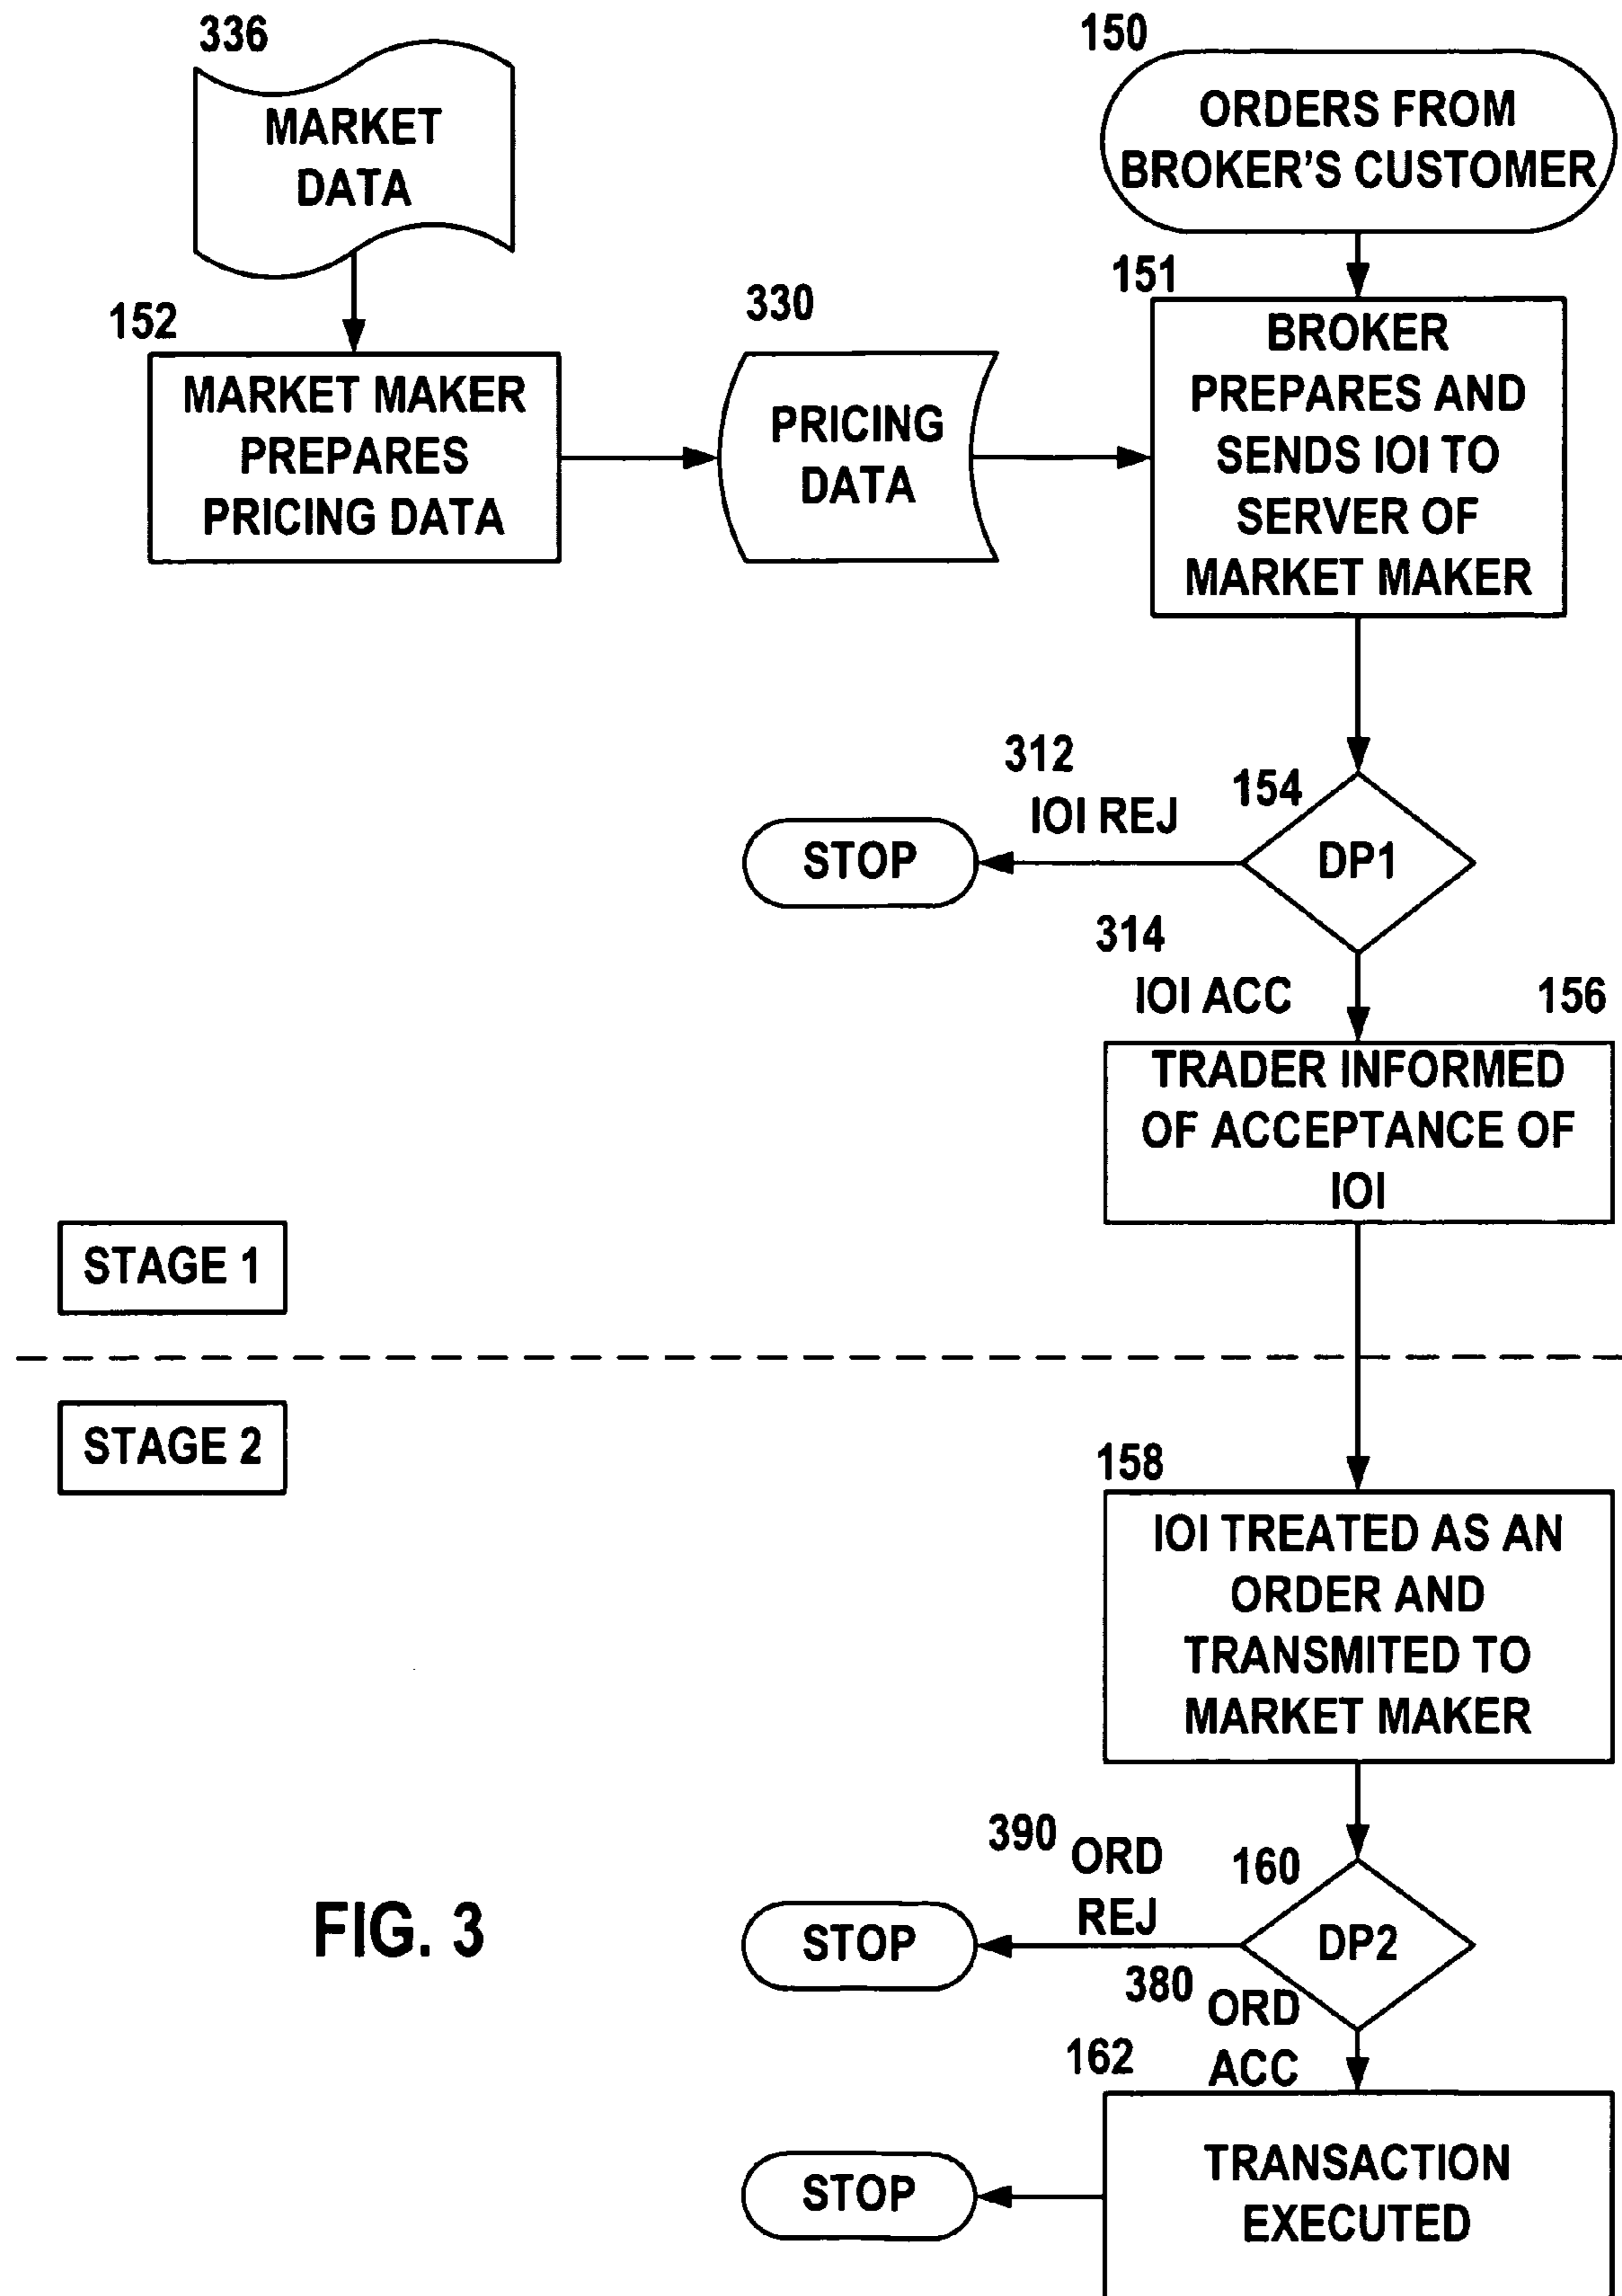 336
MARKET
DATA
150
ORDERS FROM
BROKER'S CUSTOMER
152
MARKET MAKER
PREPARES
PRICING DATA
330
PRICING
DATA
151
BROKER
PREPARES AND
SENDS IOI TO
SERVER OF
MARKET MAKER
312
IOI REJ
154
DP1
STOP
314
IOI ACC
156
TRADER INFORMED
OF ACCEPTANCE OF
IOI
STAGE 1
STAGE 2
158
IOI TREATED AS AN
ORDER AND
TRANSMITED TO
MARKET MAKER
390
ORD
REJ
160
DP2
STOP
FIG. 3
380
ORD
ACC
162
TRANSACTION
EXECUTED
STOP